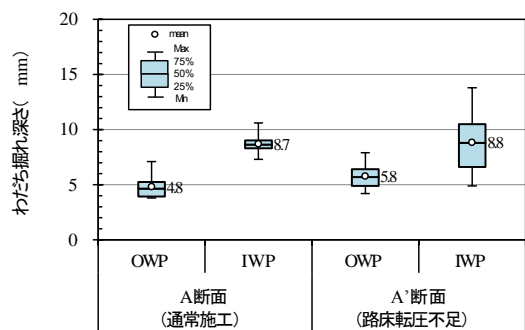 わだち掘れ深さ( mm)
20
15
10
5
0
mean
Max
75%
50%
25%
Min
4.8
8.7
5.8
8.8
OWP
IWP
OWP
IWP
A断面
(通常施工)
A'断面
(路床転圧不足)